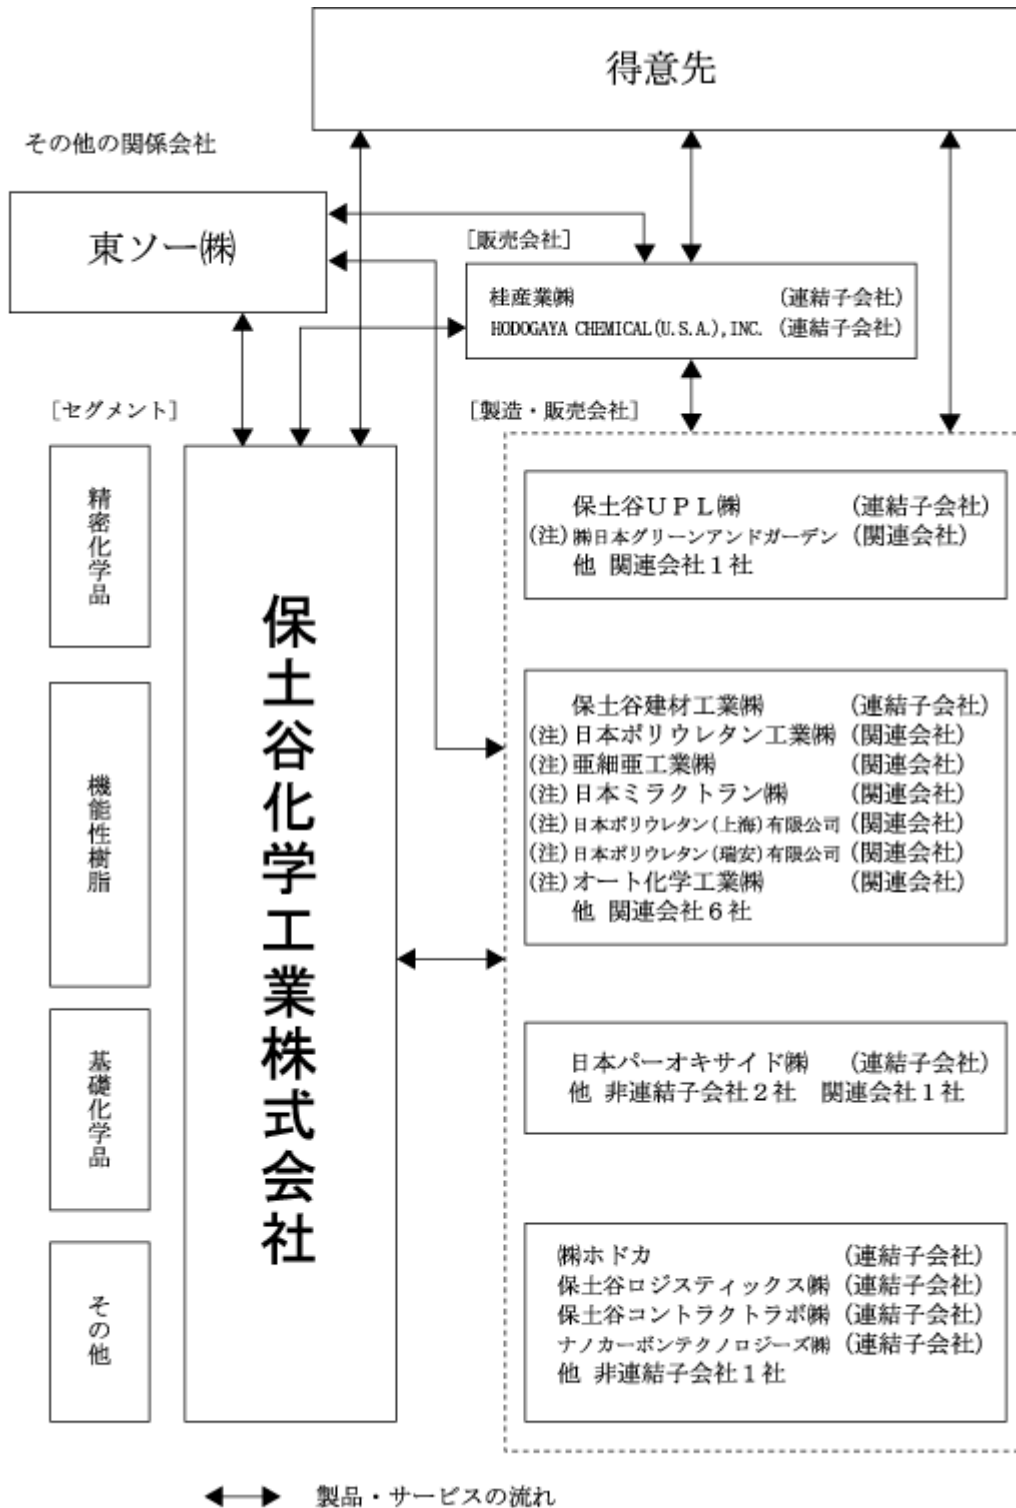 得意先
その他の関係会社
東ソー㈱
［販売会社］
桂産業㈱ (連結子会社)
HODOGAYA CHEMICAL(U.S.A.),INC. (連結子会社)
［セグメント］
［製造・販売会社］
精密化学品
機能性樹脂
基礎化学品
その他
保土谷化学工業株式会社
保土谷ＵＰＬ㈱ (連結子会社)
(注)㈱日本グリーンアンドガーデン (関連会社)
他 関連会社１社
保土谷建材工業㈱ (連結子会社)
(注)日本ポリウレタン工業㈱ (関連会社)
(注)亜細亜工業㈱ (関連会社)
(注)日本ミラクトラン㈱ (関連会社)
(注)日本ポリウレタン(上海)有限公司 (関連会社)
(注)日本ポリウレタン(瑞安)有限公司 (関連会社)
(注)オート化学工業㈱ (関連会社)
他 関連会社６社
日本パーオキサイド㈱ (連結子会社)
他 非連結子会社２社 関連会社１社
㈱ホドカ (連結子会社)
保土谷ロジスティックス㈱ (連結子会社)
保土谷コントラクトラボ㈱ (連結子会社)
ナノカーボンテクノロジーズ㈱ (連結子会社)
他 非連結子会社１社
製品・サービスの流れ